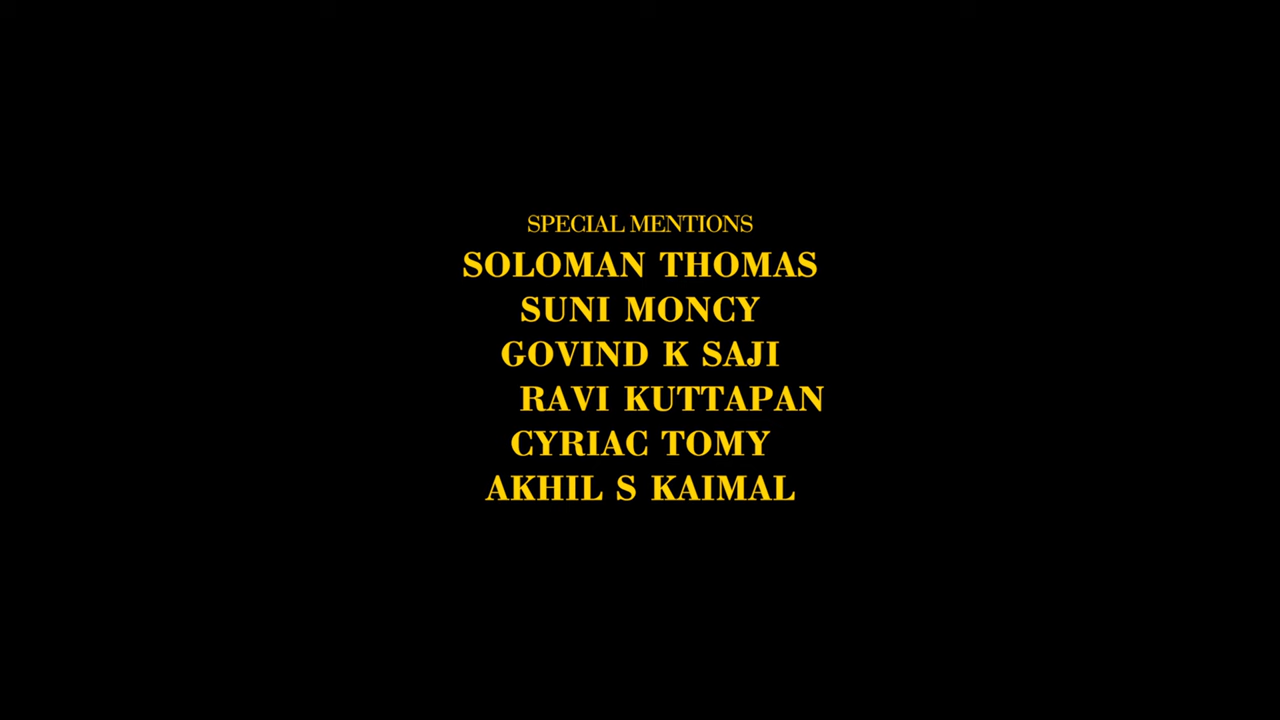 SPECIAL MENTIONS
SOLOMAN THOMAS
SUNI MONCY
GOVIND K SAJI
RAVI KUTTAPAN
CYRIAC TOMY
AKHIL S KAIMAL